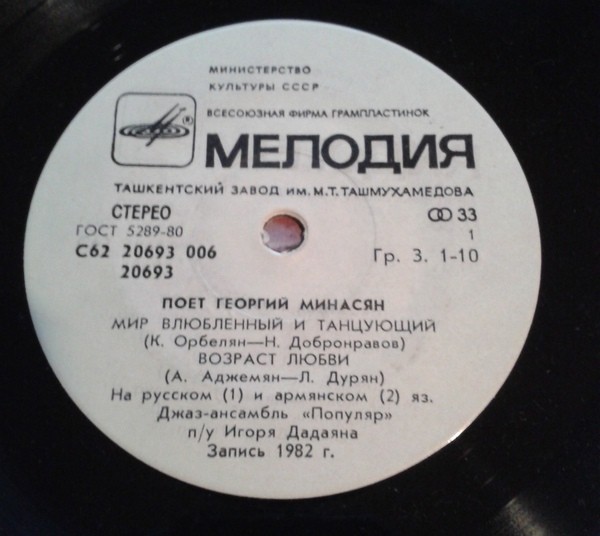 МИНИСТЕРСТВО
КУЛЬТУРЫ СССР
ВСЕСОЮЗНАЯ ФИРМА ГРАМПЛАСТИНОК
® МЕЛОДИЯ
ТАШКЕНТСКИЙ ЗАВОД ИМ. М.Т. ТАШМУХАМЕДОВА
СТЕРЕО 33
ГОСТ 5289-80 1
С62 20693 006 Гр. 3. 1-10
20693
ПОЕТ ГЕОРГИЙ МИНАСЯН
МИР ВЛЮБЛЕННЫЙ И ТАНЦУЮЩИЙ
(К. Орбелян—Н. Добронравов)
ВОЗРАСТ ЛЮБВИ
(А. Аджемян—Л. Дурян)
На русском (1) и армянском (2) яз.
Джаз-ансамбль «Популяр»
п/у Игоря Дадаяна
Запись 1982 г.